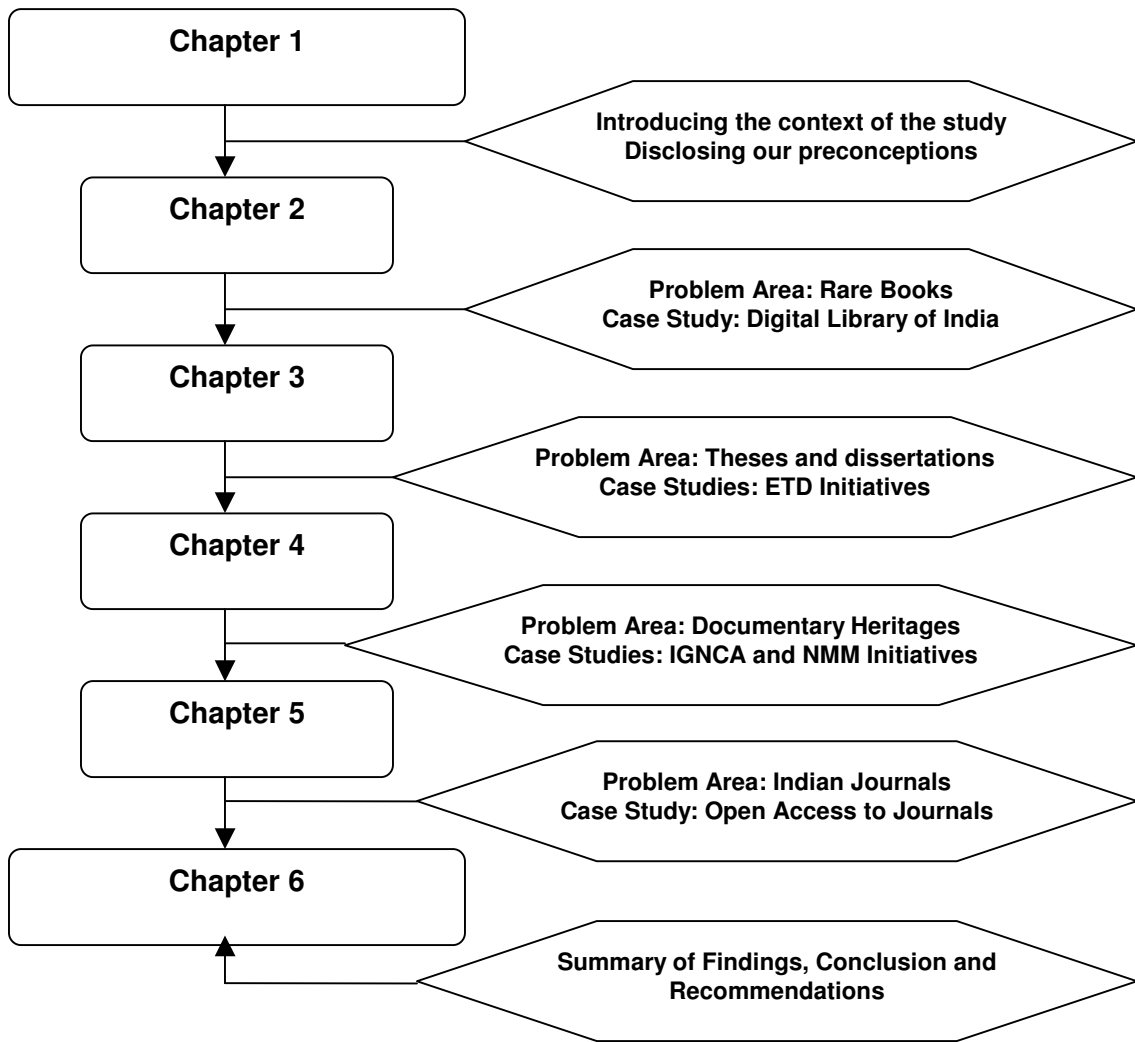 Chapter 1
Introducing the context of the study
Disclosing our preconceptions
Chapter 2
Problem Area: Rare Books
Case Study: Digital Library of India
Chapter 3
Problem Area: Theses and dissertations
Case Studies: ETD Initiatives
Chapter 4
Problem Area: Documentary Heritages
Case Studies: IGNCA and NMM Initiatives
Chapter 5
Problem Area: Indian Journals
Case Study: Open Access to Journals
Chapter 6
Summary of Findings, Conclusion and
Recommendations